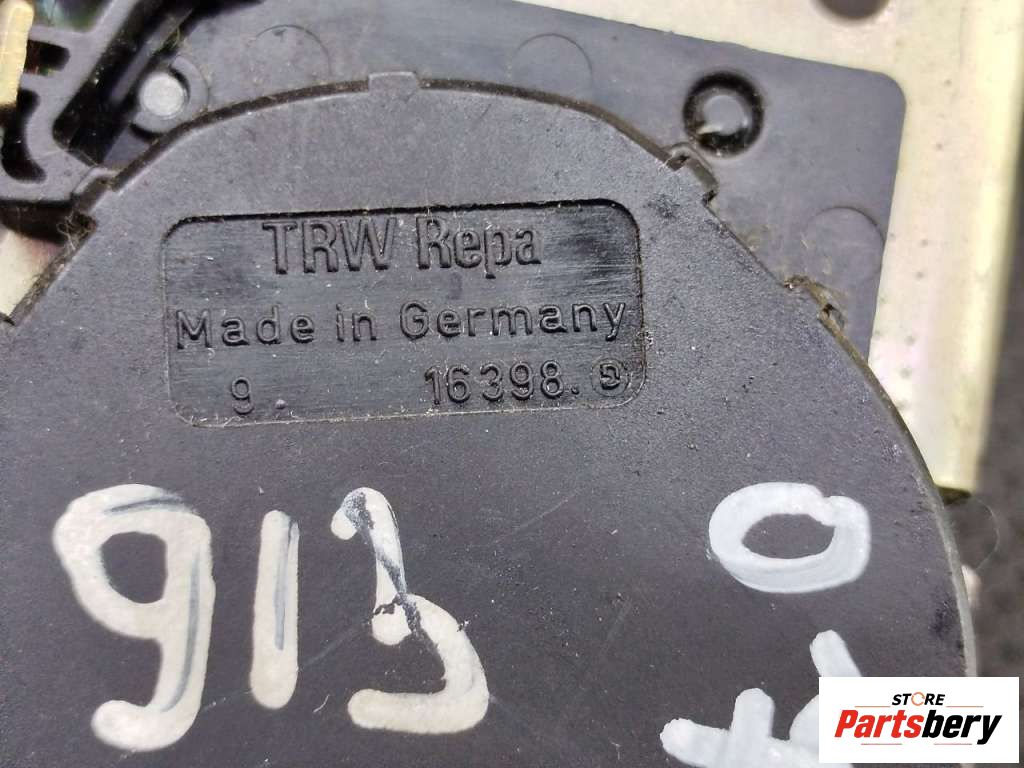 TRW Repa
Made in Germany
9. 16398. D
913
0
STORE
Partsbery